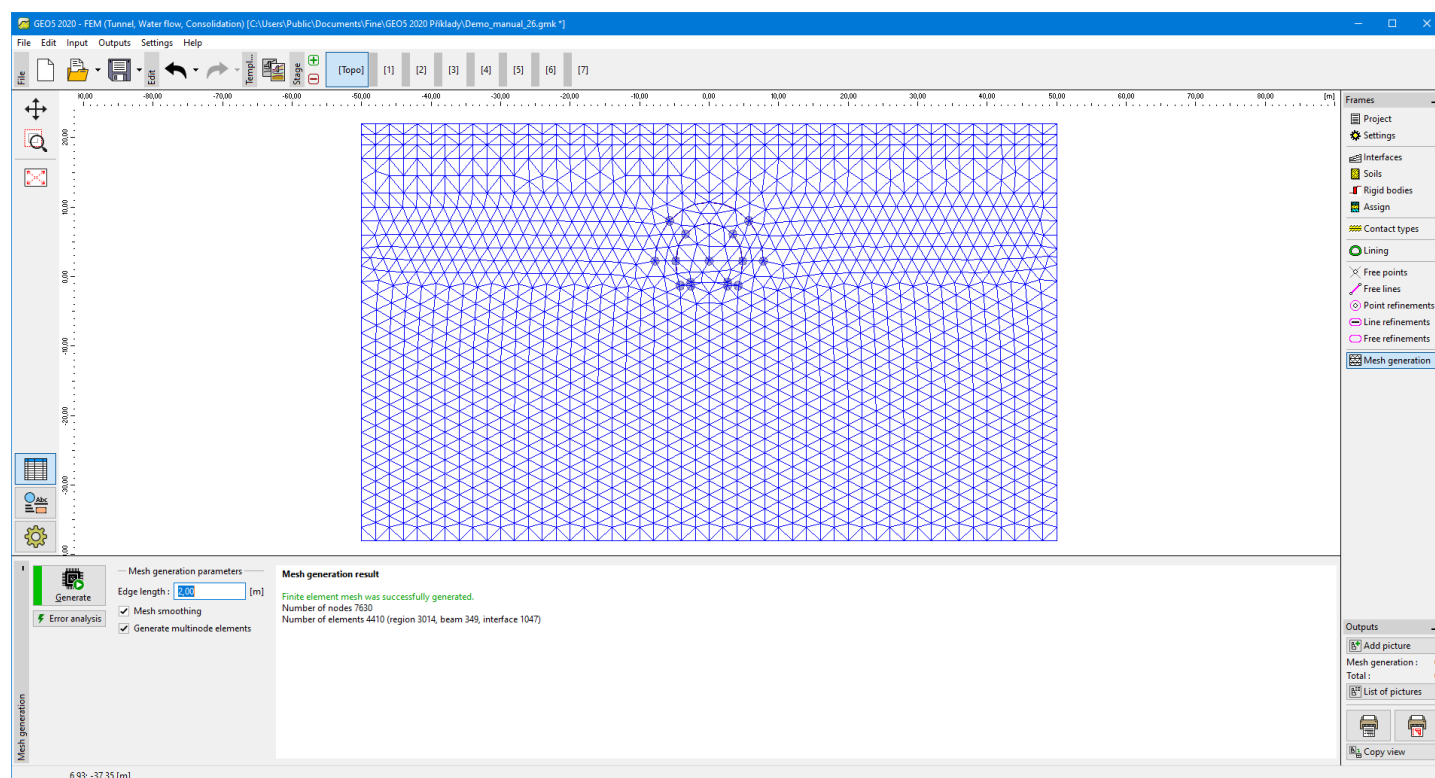 GEO5 2020 - FEM (Tunnel, Water flow, Consolidation) [C:\Users\Public\Documents\Fine\GEO5 2020 Příklady\Demo_manual_26.gmk *]
File Edit Input Outputs Settings Help
File
Edit
Templ...
Stage
[Topo] [1] [2] [3] [4] [5] [6] [7]
-80,00 -70,00 -60,00 -50,00 -40,00 -30,00 -20,00 -10,00 0,00 10,00 20,00 30,00 40,00 50,00 60,00 70,00 80,00 [m]
20,00
10,00
0,00
-10,00
-20,00
-30,00
Abc
Frames
Project
Settings
Interfaces
Soils
Rigid bodies
Assign
Contact types
Lining
Free points
Free lines
Point refinements
Line refinements
Free refinements
Mesh generation
Mesh generation
Generate
Error analysis
Mesh generation parameters
Edge length : 2,00 [m]
Mesh smoothing
Generate multinode elements
Mesh generation result
Finite element mesh was successfully generated.
Number of nodes 7630
Number of elements 4410 (region 3014, beam 349, interface 1047)
Outputs
Add picture
Mesh generation :
Total :
List of pictures
Copy view
6,93; -37,35 [m]